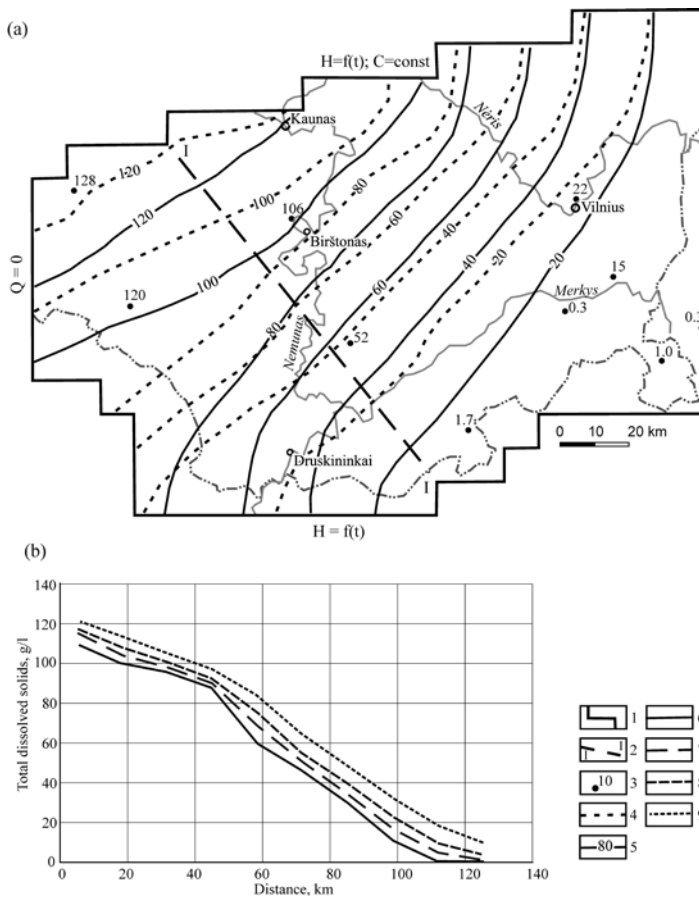 (a)
H=f(t); C=const
Kaunas
Nėris
I
120
128
120
100
80
106
22
Vilnius
60
Birštonas
40
Q = 0
20
15
120
100
60
40
20
Merkys
0.3
0.3
80
Nemunas
52
1.0
1.7
0 10 20 km
Druskininkai
I
H = f(t)
(b)
Total dissolved solids, g/l
140
120
100
80
60
40
20
0
0 20 40 60 80 100 120 140
Distance, km
1
I I 2
10 3
4
80 5